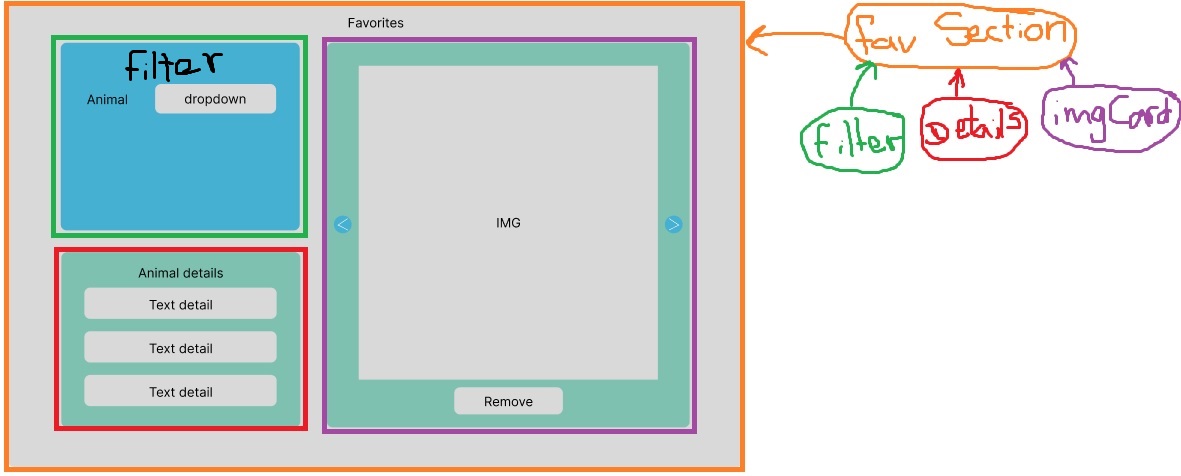 Favorites
filter
Animal
dropdown
Animal details
Text detail
Text detail
Text detail
<
IMG
>
Remove
fav Section
filter
Details
imgCard